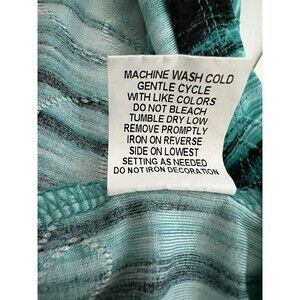 MACHINE WASH COLD
GENTLE CYCLE
WITH LIKE COLORS
DO NOT BLEACH
TUMBLE DRY LOW
REMOVE PROMPTLY
IRON ON REVERSE
SIDE ON LOWEST
SETTING AS NEEDED
DO NOT IRON DECORATION